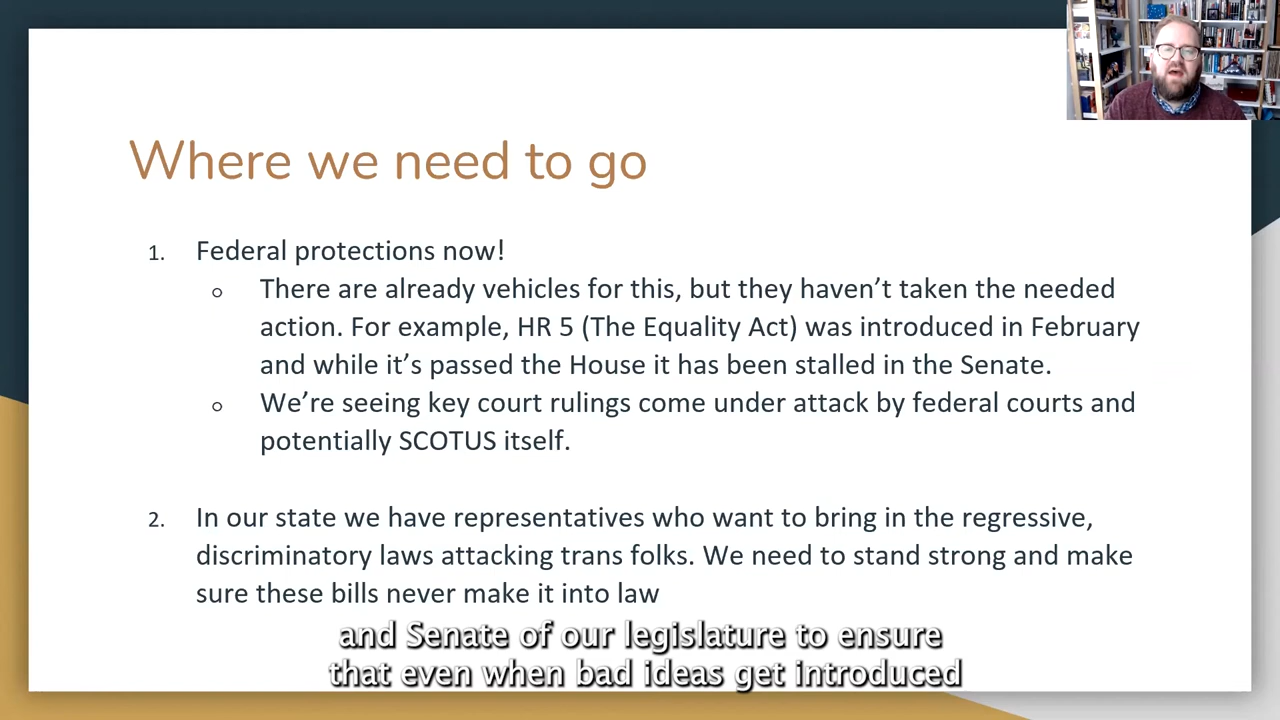 Where we need to go
1. Federal protections now!
○ There are already vehicles for this, but they haven’t taken the needed
action. For example, HR 5 (The Equality Act) was introduced in February
and while it’s passed the House it has been stalled in the Senate.
○ We’re seeing key court rulings come under attack by federal courts and
potentially SCOTUS itself.
2. In our state we have representatives who want to bring in the regressive,
discriminatory laws attacking trans folks. We need to stand strong and make
sure these bills never make it into law
and Senate of our legislature to ensure
that even when bad ideas get introduced